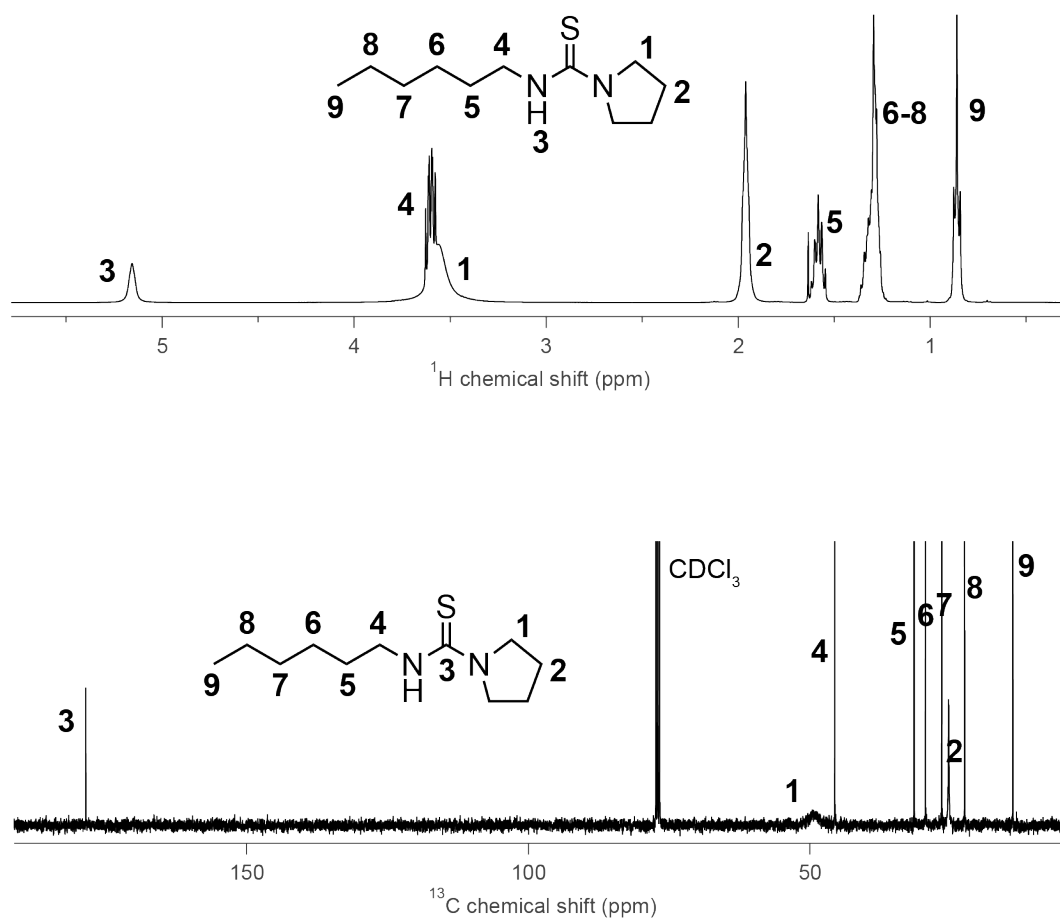 S
8 6 4 1
N N 2
9 7 5 H
3
6-8 9
4
5
3 1 2
5 4 3 2 1
1H chemical shift (ppm)
CDCl3
9
8
S
7
6
8 6 4 1
5
4
3 N 2
N
9 7 5 H
3
2
1
150 100 50
13C chemical shift (ppm)